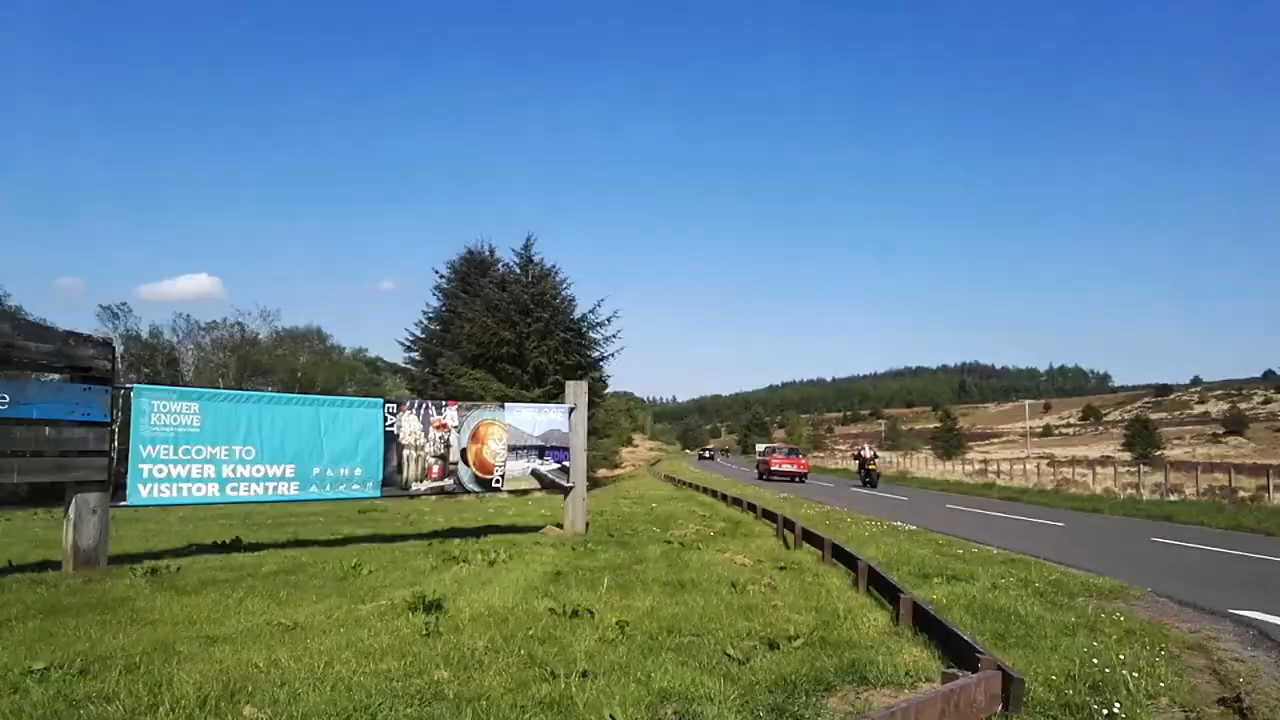 e
TOWER
KNOWE
WELCOME TO
TOWER KNOWE
VISITOR CENTRE
EAT
DRINK
EXPLORE